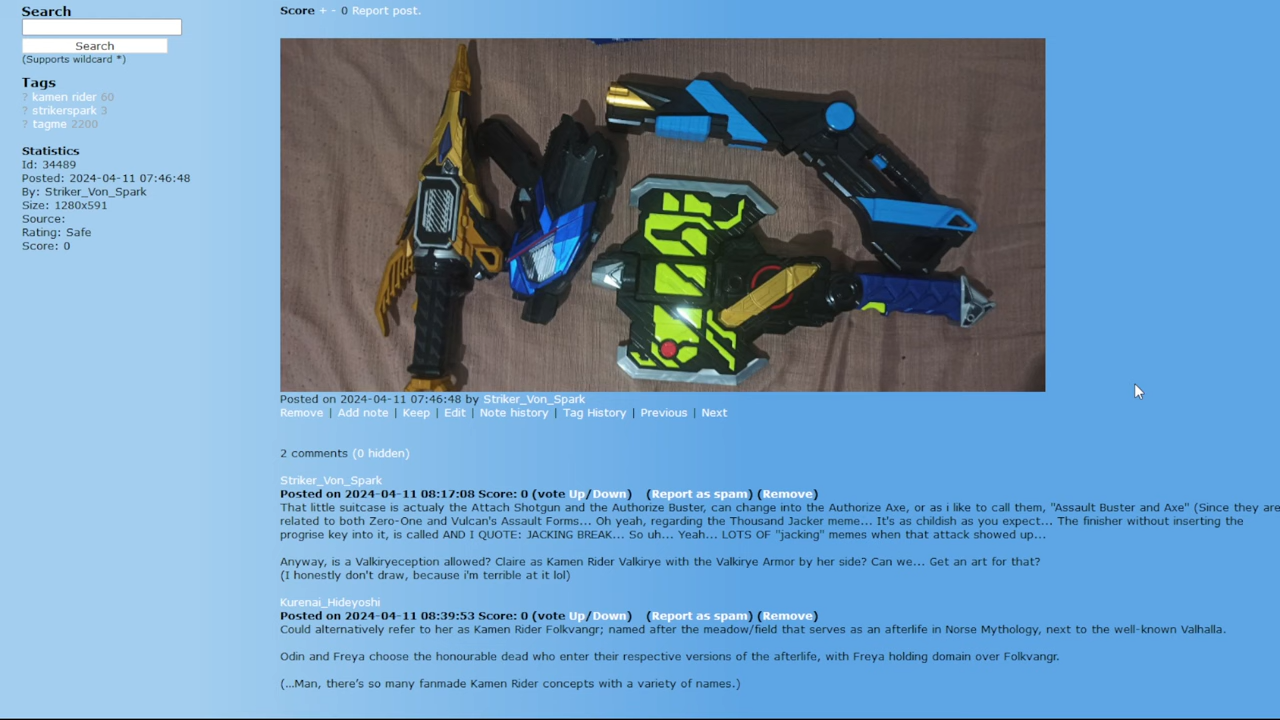 Search
Search
(Supports wildcard *)
Tags
? kamen rider 60
? strikerspark 3
? tagme 2200
Statistics
Id: 34489
Posted: 2024-04-11 07:46:48
By: Striker_Von_Spark
Size: 1280x591
Source:
Rating: Safe
Score: 0
Score + - 0 Report post.
Posted on 2024-04-11 07:46:48 by Striker_Von_Spark
Remove | Add note | Keep | Edit | Note history | Tag History | Previous | Next
2 comments (0 hidden)
Striker_Von_Spark
Posted on 2024-04-11 08:17:08 Score: 0 (vote Up/Down) (Report as spam) (Remove)
That little suitcase is actualy the Attach Shotgun and the Authorize Buster, can change into the Authorize Axe, or as i like to call them, "Assault Buster and Axe" (Since they are
related to both Zero-One and Vulcan's Assault Forms... Oh yeah, regarding the Thousand Jacker meme... It's as childish as you expect... The finisher without inserting the
progrise key into it, is called AND I QUOTE: JACKING BREAK... So uh... Yeah... LOTS OF "jacking" memes when that attack showed up...
Anyway, is a Valkiryeception allowed? Claire as Kamen Rider Valkirye with the Valkirye Armor by her side? Can we... Get an art for that?
(I honestly don't draw, because i'm terrible at it lol)
Kurenai_Hideyoshi
Posted on 2024-04-11 08:39:53 Score: 0 (vote Up/Down) (Report as spam) (Remove)
Could alternatively refer to her as Kamen Rider Folkvangr; named after the meadow/field that serves as an afterlife in Norse Mythology, next to the well-known Valhalla.
Odin and Freya choose the honourable dead who enter their respective versions of the afterlife, with Freya holding domain over Folkvangr.
(...Man, there's so many fanmade Kamen Rider concepts with a variety of names.)